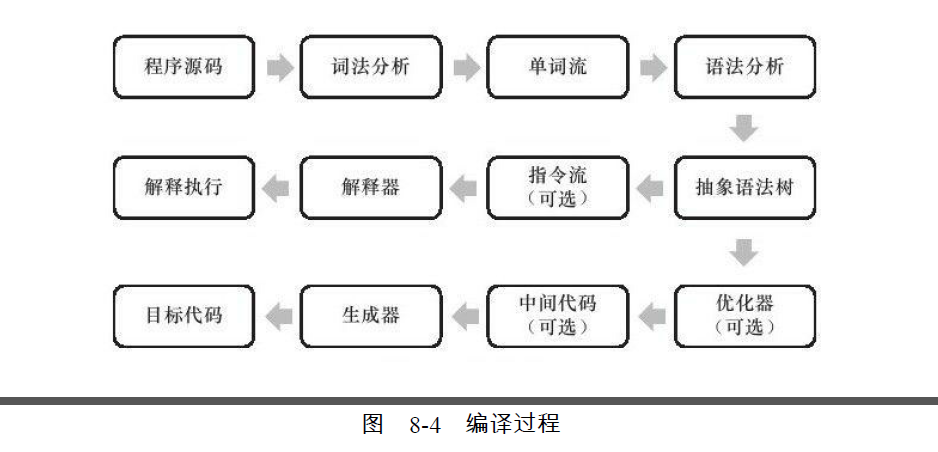 程序源码
词法分析
单词流
语法分析
解释执行
解释器
指令流
（可选）
抽象语法树
目标代码
生成器
中间代码
（可选）
优化器
（可选）
图 8-4 编译过程